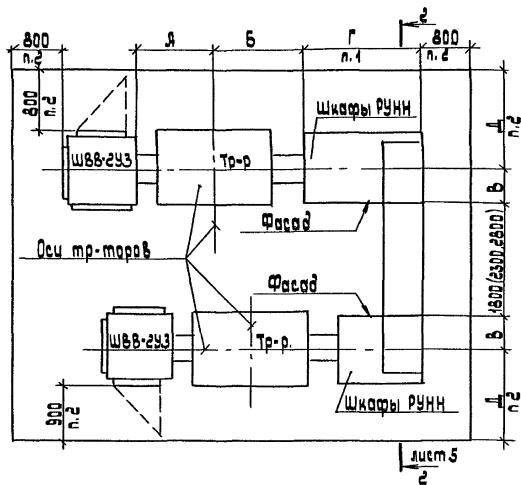 800
п.2
Я
Б
Г
п.1
2
800
п.2
800
п.2
Шкафы РУНН
Д
п.2
ШВВ-2У3
Тр-р
В
Фасад
Оси тр-торов
1800(2300,2800)
Фасад
ШВВ-2У3
Тр-р.
В
Шкафы РУНН
900
п.2
Д
п.2
лист 5
2